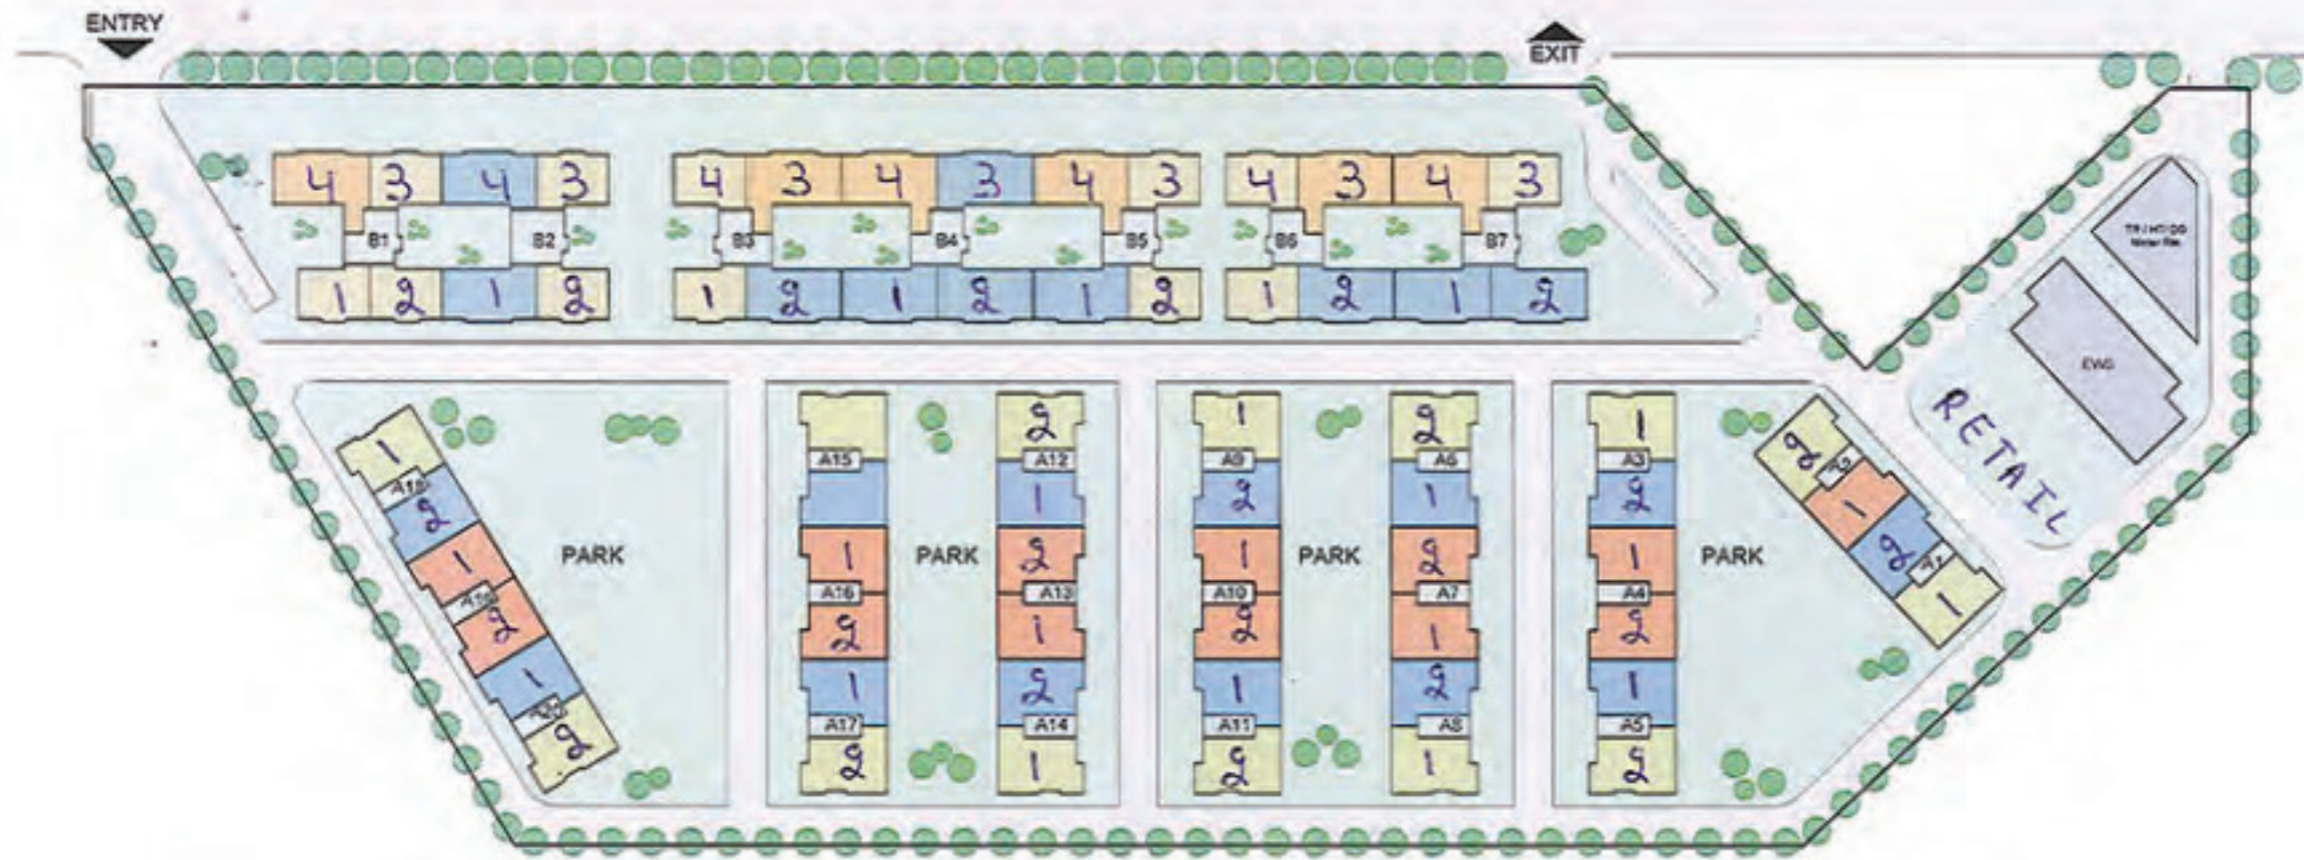 ENTRY
EXIT
4 3 4 3 4 3 4 3 4 3 4 3 4 3
B1 B2 B3 B4 B5 B6 B7
1 2 1 2 1 2 1 2 1 2 1 2 1 2
EWS
RETAIL
1 2 1 2 1 2
A15 A12 A9 A6 A3 A2
2 1 2 1 2 1
1 PARK 1 PARK 2 1 PARK 2 1 PARK 2
A16 A13 A10 A7 A4 A1
2 2 1 2 1 2 1
1 1 2 1 2 1
A17 A14 A11 A8 A5
2 2 1 2 1 2